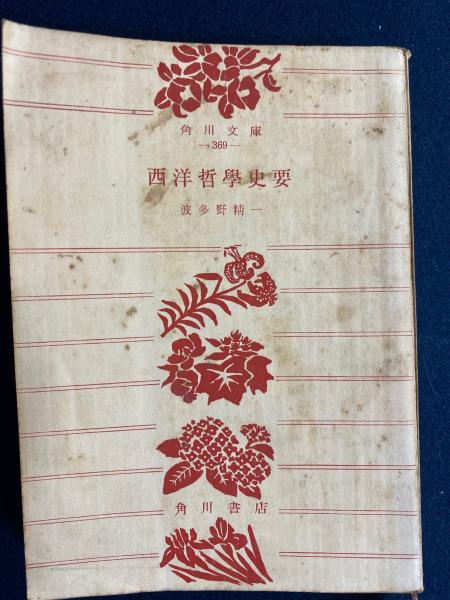 角川文庫
—369—
西洋哲學史要
波多野精一
角川書店